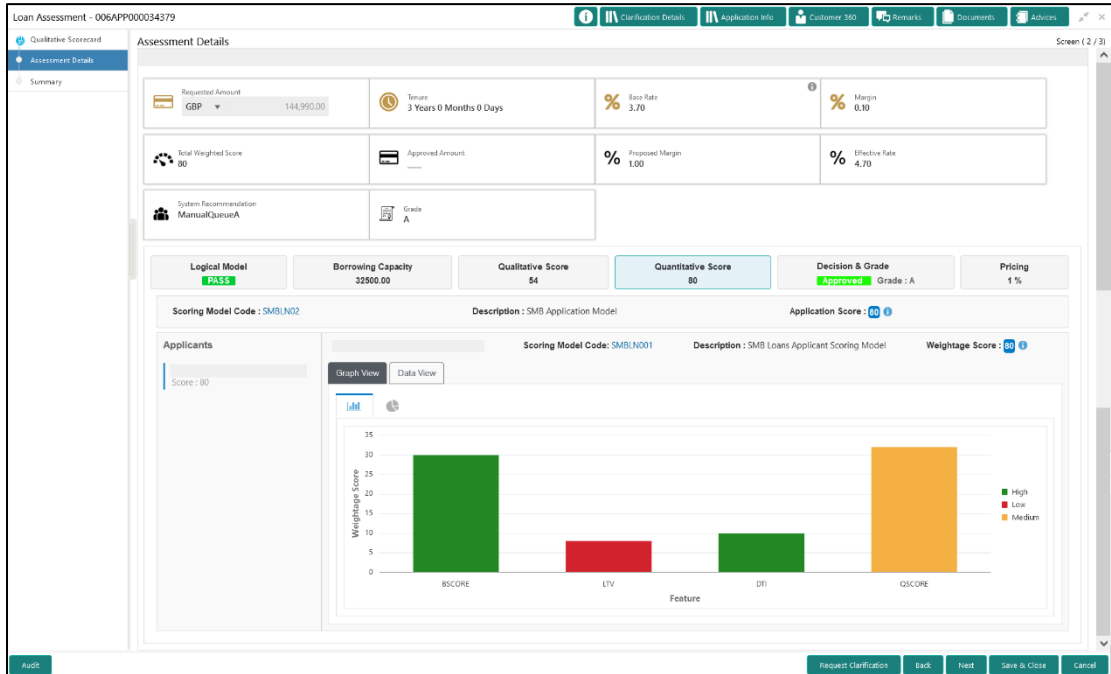 Loan Assessment - 006APP000034379
Clarification Details Application Info Customer 360 Remarks Documents Advices
Qualitative Scorecard
Assessment Details
Summary
Assessment Details
Screen ( 2 / 3)
Requested Amount
GBP 144,990.00
Tenure
3 Years 0 Months 0 Days
Base Rate
3.70
Margin
0.10
Total Weighted Score
80
Approved Amount
Proposed Margin
1.00
Effective Rate
4.70
System Recommendation
ManualQueueA
Grade
A
Logical Model
PASS
Borrowing Capacity
32500.00
Qualitative Score
54
Quantitative Score
80
Decision & Grade
Approved Grade : A
Pricing
1 %
Scoring Model Code : SMBLN02 Description : SMB Application Model Application Score : 80
Applicants
Score : 80
Scoring Model Code: SMBLN001 Description : SMB Loans Applicant Scoring Model Weightage Score : 80
Graph View Data View
Weightage Score
35
30
25
20
15
10
5
0
BSCORE LTV DTI QSCORE
Feature
High
Low
Medium
Audit Request Clarification Back Next Save & Close Cancel